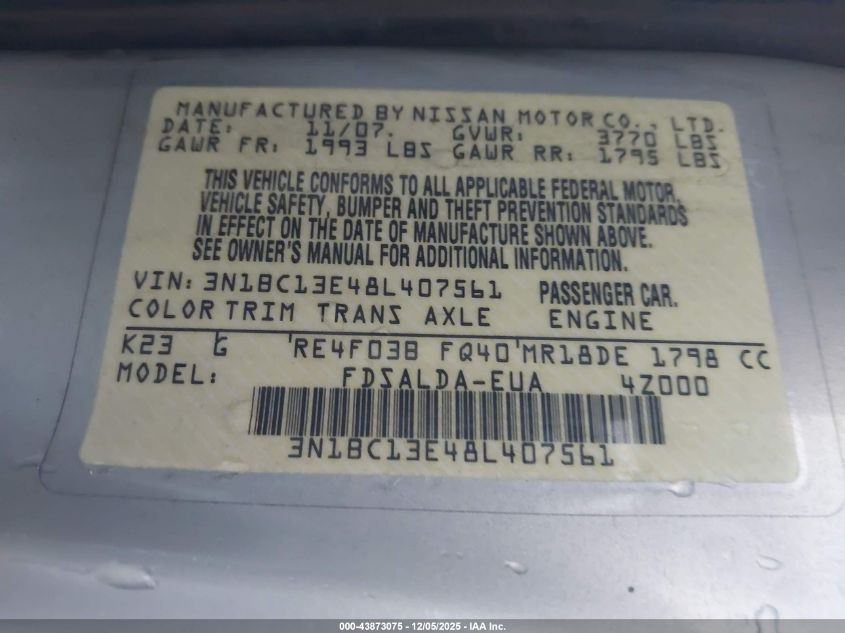 MANUFACTURED BY NISSAN MOTOR CO., LTD.
DATE: 11/07. GVWR: 3770 LBS
GAWR FR: 1993 LBS GAWR RR: 1795 LBS
THIS VEHICLE CONFORMS TO ALL APPLICABLE FEDERAL MOTOR
VEHICLE SAFETY, BUMPER AND THEFT PREVENTION STANDARDS
IN EFFECT ON THE DATE OF MANUFACTURE SHOWN ABOVE.
SEE OWNER'S MANUAL FOR ADDITIONAL INFORMATION.
VIN: 3N1BC13E48L407561 PASSENGER CAR.
COLOR TRIM TRANS AXLE ENGINE
K23 G RE4F03B FQ40 MR18DE 1798 CC
MODEL: FDSALDA-EUA 4Z000
3N1BC13E48L407561
000-43873075 - 12/05/2025 - IAA Inc.